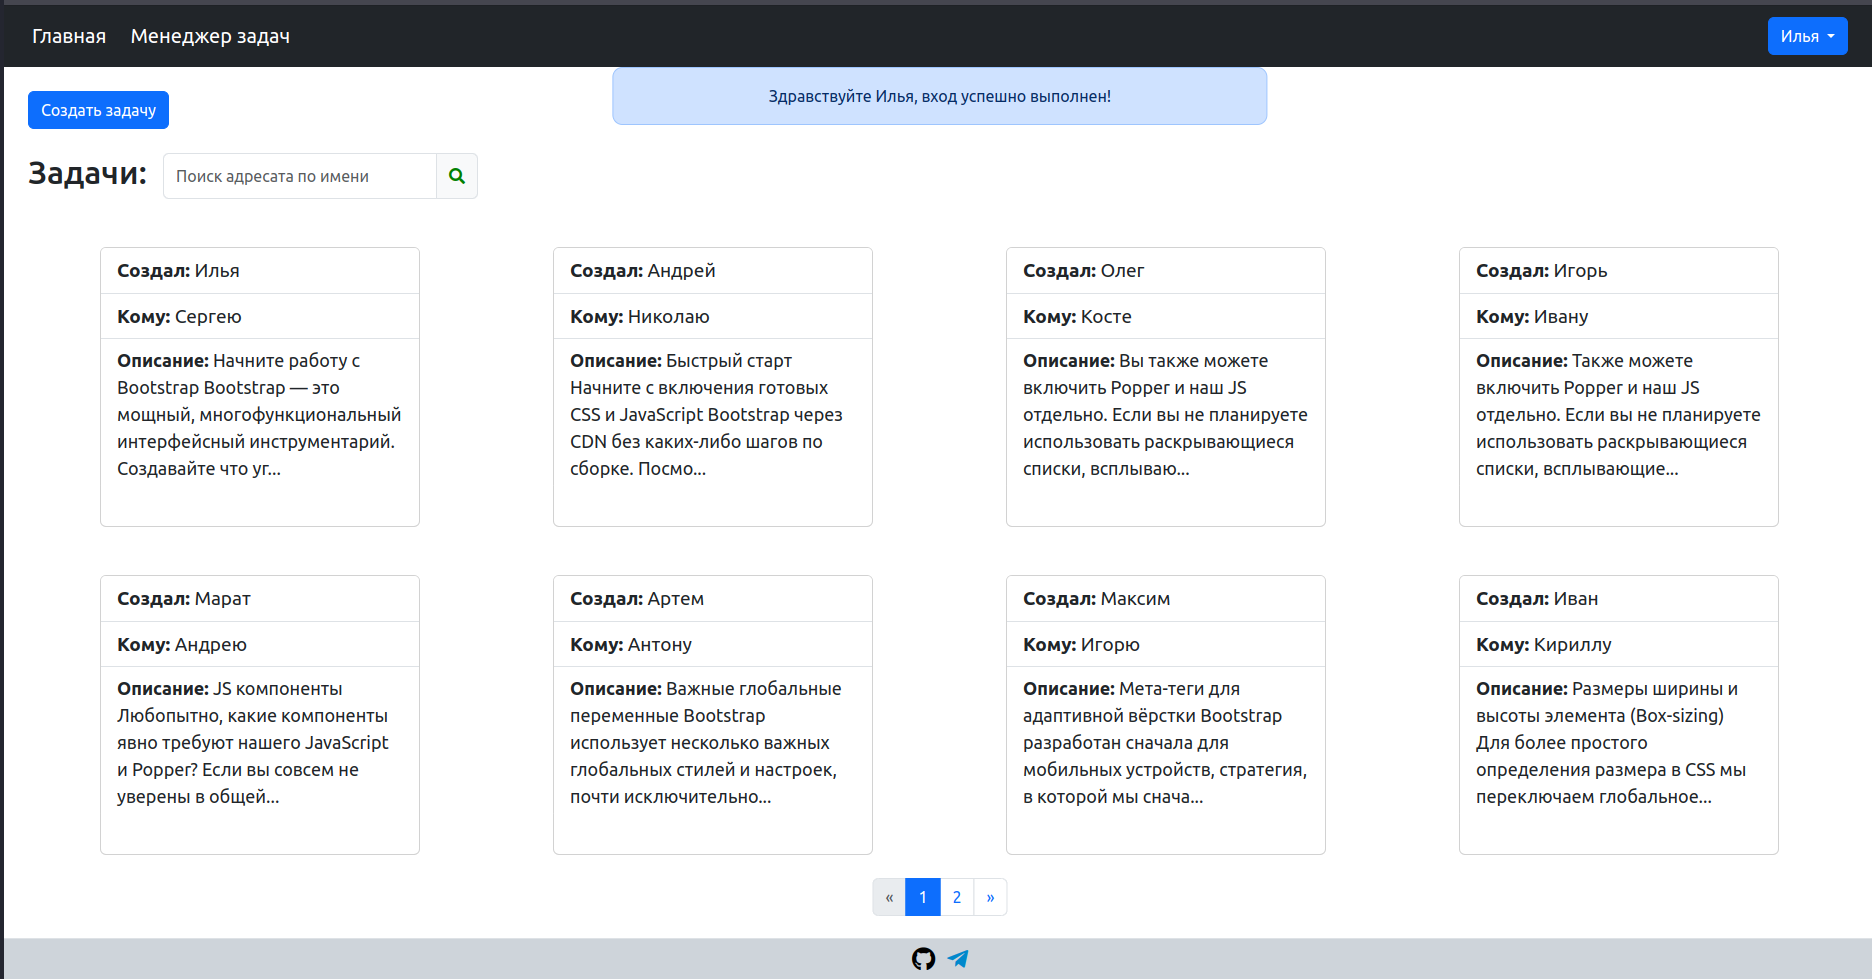 Главная Менеджер задач Илья
Здравствуйте Илья, вход успешно выполнен!
Создать задачу
Задачи: Поиск адресата по имени
Создал: Илья
Кому: Сергею
Описание: Начните работу с
Bootstrap Bootstrap — это
мощный, многофункциональный
интерфейсный инструментарий.
Создавайте что уг...
Создал: Андрей
Кому: Николаю
Описание: Быстрый старт
Начните с включения готовых
CSS и JavaScript Bootstrap через
CDN без каких-либо шагов по
сборке. Посмо...
Создал: Олег
Кому: Косте
Описание: Вы также можете
включить Popper и наш JS
отдельно. Если вы не планируете
использовать раскрывающиеся
списки, всплываю...
Создал: Игорь
Кому: Ивану
Описание: Также можете
включить Popper и наш JS
отдельно. Если вы не планируете
использовать раскрывающиеся
списки, всплывающие...
Создал: Марат
Кому: Андрею
Описание: JS компоненты
Любопытно, какие компоненты
явно требуют нашего JavaScript
и Popper? Если вы совсем не
уверены в общей...
Создал: Артем
Кому: Антону
Описание: Важные глобальные
переменные Bootstrap
использует несколько важных
глобальных стилей и настроек,
почти исключительно...
Создал: Максим
Кому: Игорю
Описание: Мета-теги для
адаптивной вёрстки Bootstrap
разработан сначала для
мобильных устройств, стратегия,
в которой мы снача...
Создал: Иван
Кому: Кириллу
Описание: Размеры ширины и
высоты элемента (Box-sizing)
Для более простого
определения размера в CSS мы
переключаем глобальное...
« 1 2 »